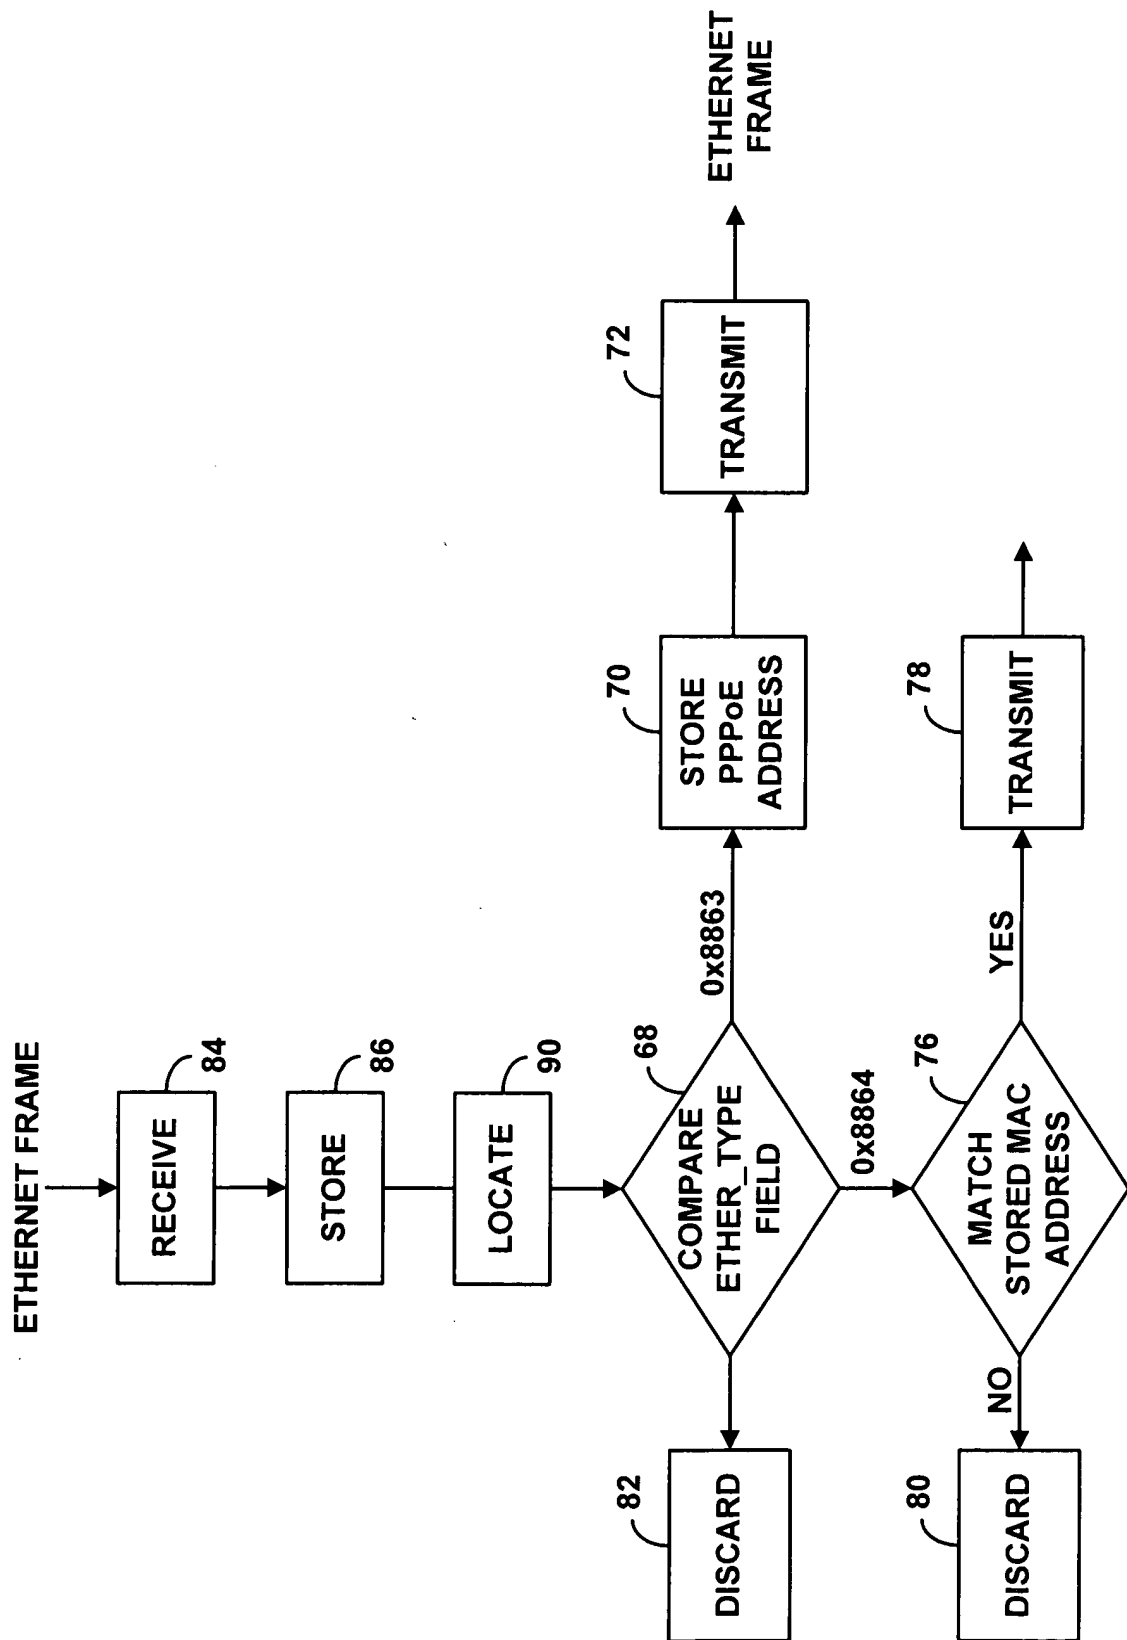 ETHERNET FRAME
RECEIVE
84
STORE
86
LOCATE
90
COMPARE
ETHER_TYPE
FIELD
68
0x8863
STORE
PPPoE
ADDRESS
70
TRANSMIT
72
ETHERNET
FRAME
DISCARD
82
0x8864
MATCH
STORED MAC
ADDRESS
76
YES
TRANSMIT
78
NO
DISCARD
80